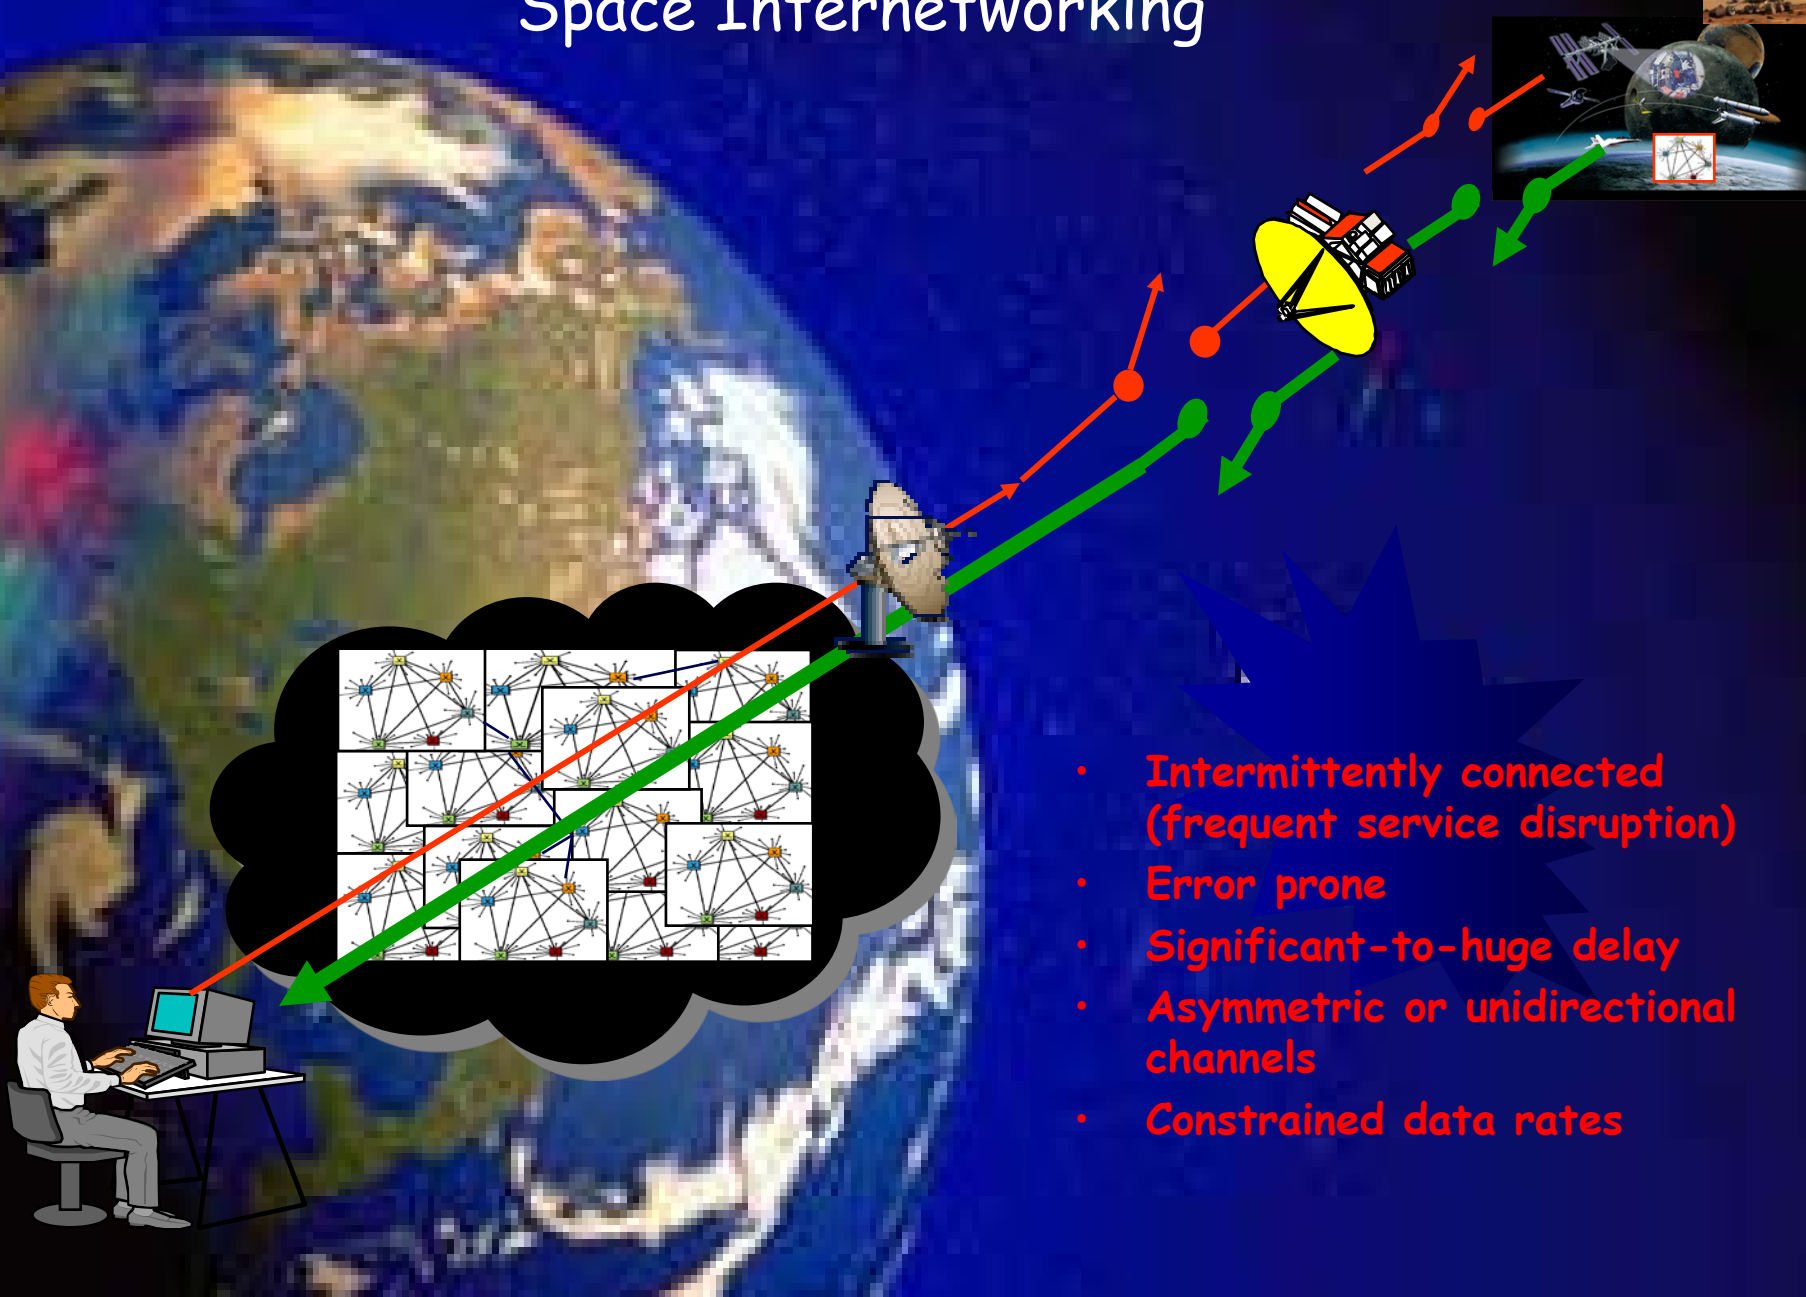 Space Internetworking
• Intermittently connected
(frequent service disruption)
• Error prone
• Significant-to-huge delay
• Asymmetric or unidirectional
channels
• Constrained data rates